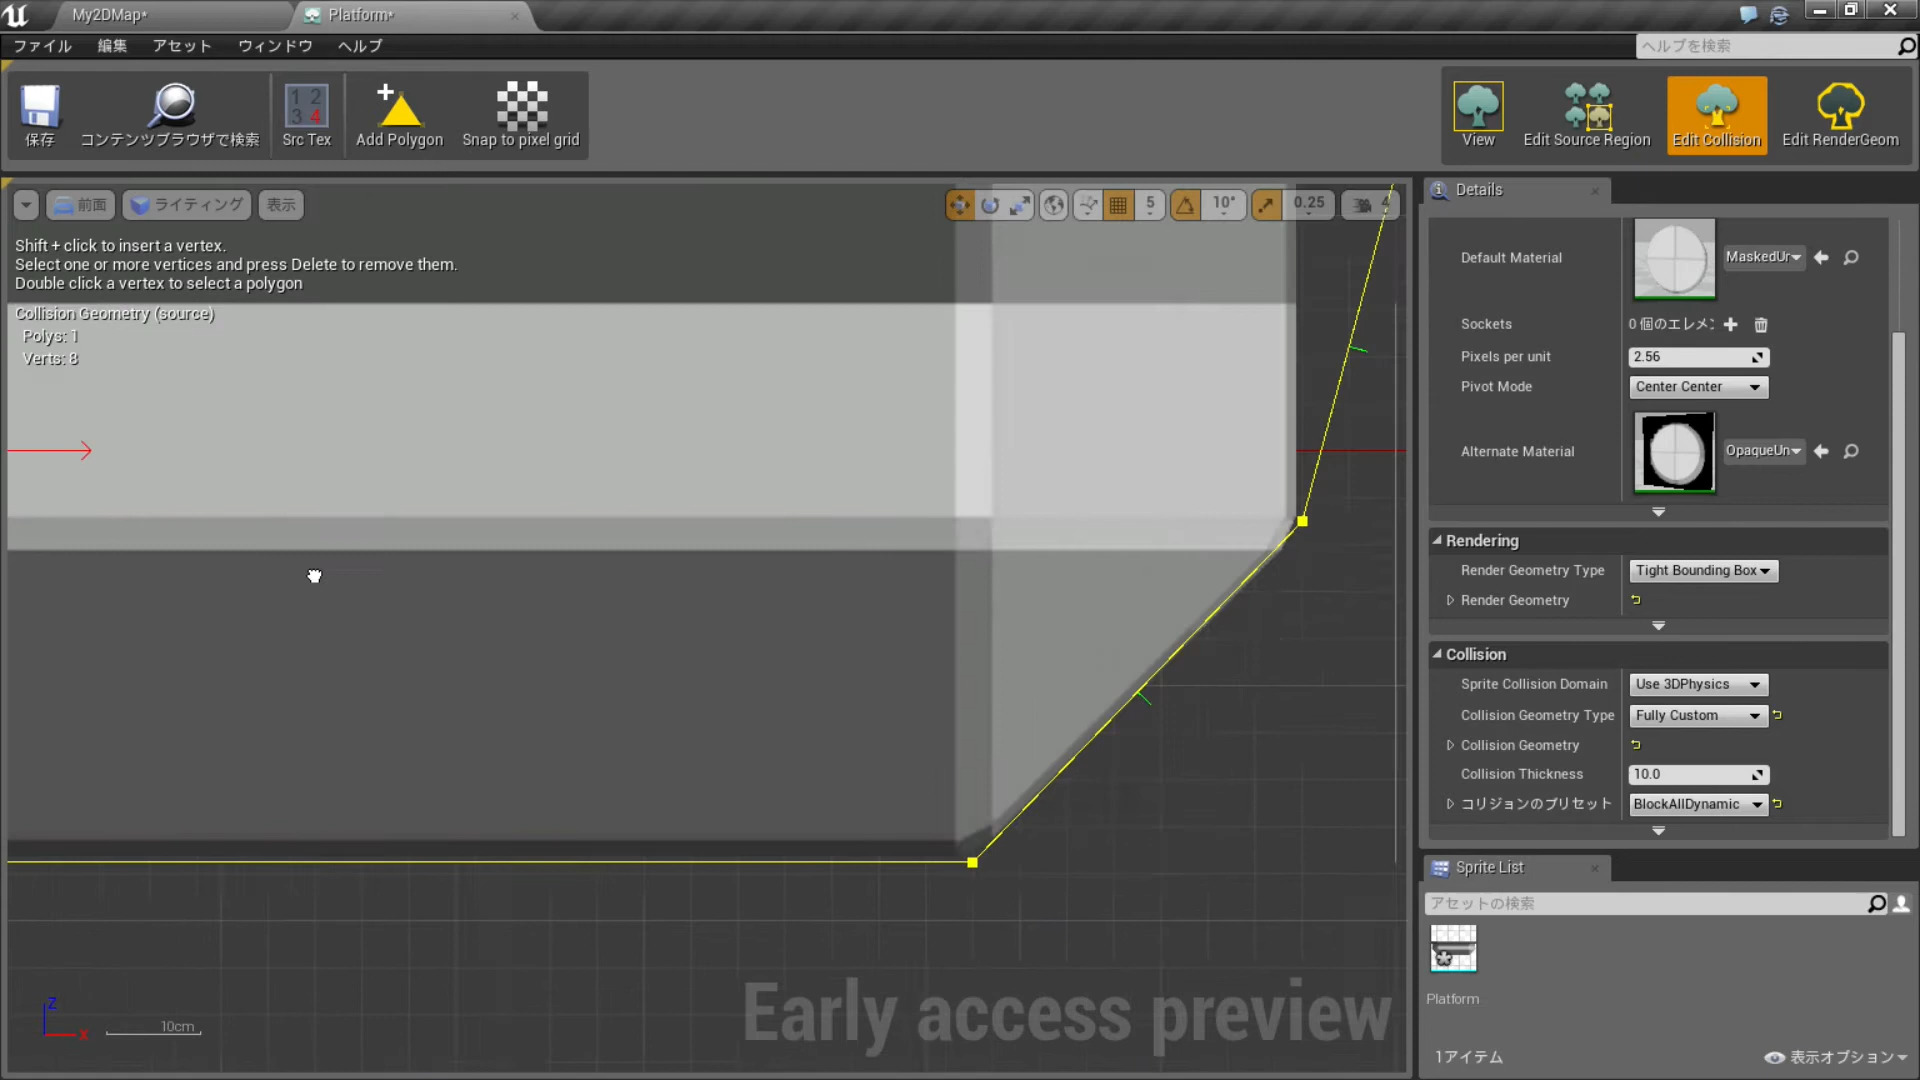 My2DMap*
Platform*
ファイル 編集 アセット ウィンドウ ヘルプ
ヘルプを検索
保存
コンテンツブラウザで検索
1 2
3 4
Src Tex
Add Polygon
Snap to pixel grid
View
Edit Source Region
Edit Collision
Edit RenderGeom
前面
ライティング
表示
5
10°
0.25
4
Shift + click to insert a vertex.
Select one or more vertices and press Delete to remove them.
Double click a vertex to select a polygon
Collision Geometry (source)
Polys: 1
Verts: 8
Z
X
10cm
Early access preview
Details
Default Material
MaskedUr
Sockets
0 個のエレメン
Pixels per unit
2.56
Pivot Mode
Center Center
Alternate Material
OpaqueUn
Rendering
Render Geometry Type
Tight Bounding Box
Render Geometry
Collision
Sprite Collision Domain
Use 3DPhysics
Collision Geometry Type
Fully Custom
Collision Geometry
Collision Thickness
10.0
コリジョンのプリセット
BlockAllDynamic
Sprite List
アセットの検索
Platform
1アイテム
表示オプション